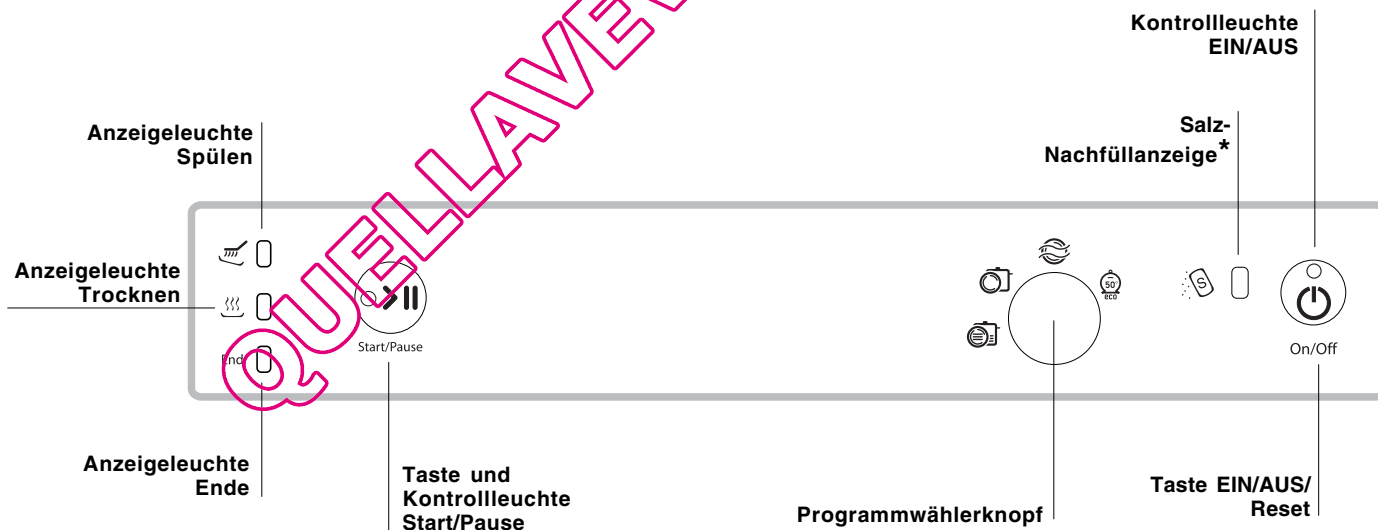 Kontrollleuchte
EIN/AUS
Anzeigeleuchte
Spülen
Salz-
Nachfüllanzeige*
Anzeigeleuchte
Trocknen
50°
eco
S
End
Start/Pause
On/Off
Anzeigeleuchte
Ende
Taste und
Kontrollleuchte
Start/Pause
Programmwählerknopf
Taste EIN/AUS/
Reset
QUELLAVE